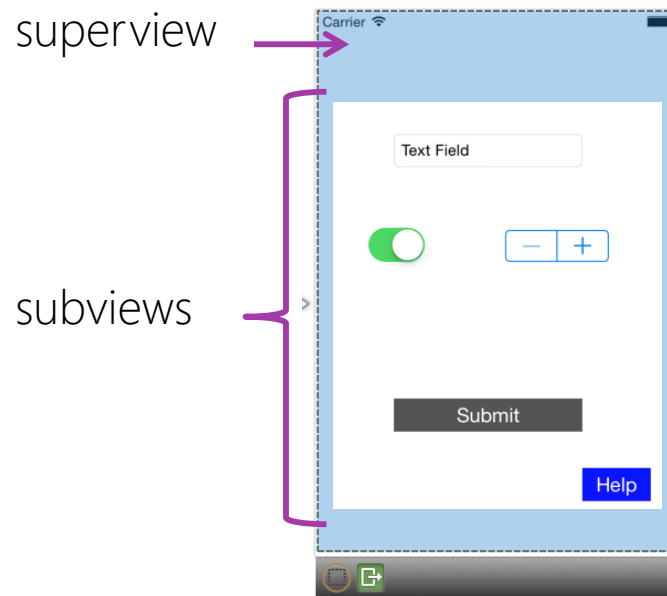 superview
Carrier
Text Field
subviews
Submit
Help